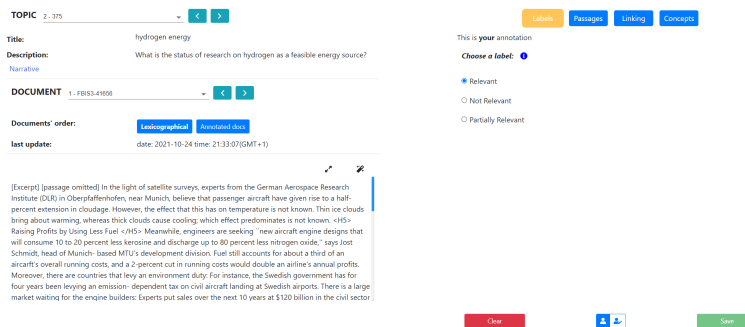 TOPIC 2 - 375
Title: hydrogen energy
Description: What is the status of research on hydrogen as a feasible energy source?
Narrative
DOCUMENT 1 - FBIS3-41656
Documents' order: Lexicographical Annotated docs
last update: date: 2021-10-24 time: 21:33:07(GMT+1)
[Excerpt] [passage omitted] In the light of satellite surveys, experts from the German Aerospace Research
Institute (DLR) in Oberpfaffenhofen, near Munich, believe that passenger aircraft have given rise to a half-
percent extension in cloudage. However, the effect that this has on temperature is not known. Thin ice clouds
bring about warming, whereas thick clouds cause cooling; which effect predominates is not known. <H5>
Raising Profits by Using Less Fuel </H5> Meanwhile, engineers are seeking ``new aircraft engine designs that
will consume 10 to 20 percent less kerosine and discharge up to 80 percent less nitrogen oxide,'' says Jost
Schmidt, head of Munich- based MTU's development division. Fuel still accounts for about a third of an
aircarft's overall running costs, and a 2-percent cut in running costs would double an airline's annual profits.
Moreover, there are countries that levy an environment duty: For instance, the Swedish government has for
four years been levying an emission- dependent tax on civil aircraft landing at Swedish airports. There is a large
market waiting for the engine builders: Experts put sales over the next 10 years at $120 billion in the civil sector
Labels Passages Linking Concepts
This is your annotation
Choose a label:
Relevant
Not Relevant
Partially Relevant
Clear
Save